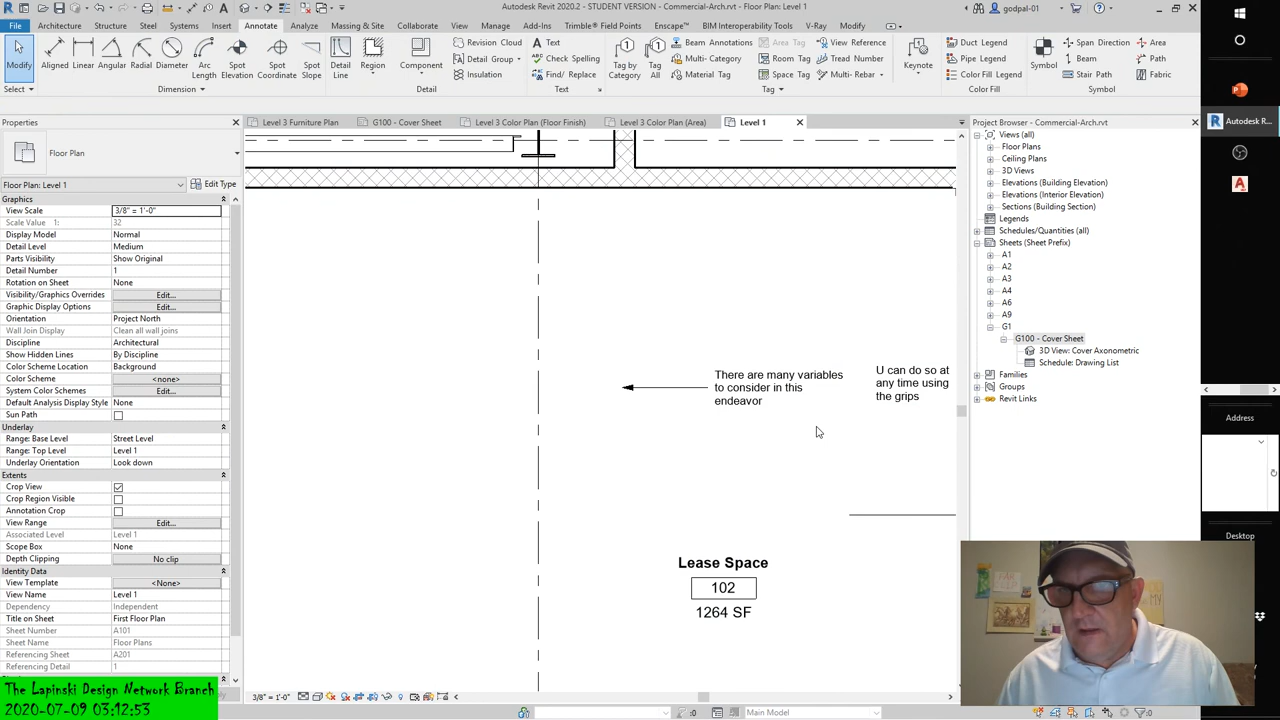 Autodesk Revit 2020.2 - STUDENT VERSION - Commercial-Arch.rvt - Floor Plan: Level 1
godpal-01
File Architecture Structure Steel Systems Insert Annotate Analyze Massing & Site Collaborate View Manage Add-Ins Trimble® Field Points Enscape™ BIM Interoperability Tools V-Ray Modify
Modify
Select
Aligned Linear Angular Radial Diameter Arc Length Spot Elevation Spot Coordinate Spot Slope
Dimension
Detail Line Region Component
Revision Cloud
Detail Group
Insulation
Detail
Text
Check Spelling
Find/ Replace
Text
Tag by Category
Tag All
Beam Annotations
Multi- Category
Material Tag
Area Tag
Room Tag
Space Tag
View Reference
Tread Number
Multi- Rebar
Tag
Keynote
Duct Legend
Pipe Legend
Color Fill Legend
Color Fill
Symbol
Span Direction
Beam
Stair Path
Area
Path
Fabric
Symbol
Properties
Floor Plan
Floor Plan: Level 1 Edit Type
Graphics
View Scale 3/8" = 1'-0"
Scale Value 1: 32
Display Model Normal
Detail Level Medium
Parts Visibility Show Original
Detail Number 1
Rotation on Sheet None
Visibility/Graphics Overrides Edit...
Graphic Display Options Edit...
Orientation Project North
Wall Join Display Clean all wall joins
Discipline Architectural
Show Hidden Lines By Discipline
Color Scheme Location Background
Color Scheme <none>
System Color Schemes Edit...
Default Analysis Display Style None
Sun Path
Underlay
Range: Base Level Street Level
Range: Top Level Level 1
Underlay Orientation Look down
Extents
Crop View
Crop Region Visible
Annotation Crop
View Range Edit...
Associated Level Level 1
Scope Box None
Depth Clipping No clip
Identity Data
View Template <None>
View Name Level 1
Dependency Independent
Title on Sheet First Floor Plan
Sheet Number A101
Sheet Name Floor Plans
Referencing Sheet A201
Referencing Detail 1
The Lapinski Design Network Branch
2020-07-09 03:12:53
Level 3 Furniture Plan
G100 - Cover Sheet
Level 3 Color Plan (Floor Finish)
Level 3 Color Plan (Area)
Level 1
There are many variables
to consider in this
endeavor
U can do so at
any time using
the grips
Lease Space
102
1264 SF
3/8" = 1'-0"
:0
Main Model
:0
Project Browser - Commercial-Arch.rvt
Views (all)
Floor Plans
Ceiling Plans
3D Views
Elevations (Building Elevation)
Elevations (Interior Elevation)
Sections (Building Section)
Legends
Schedules/Quantities (all)
Sheets (Sheet Prefix)
A1
A2
A3
A4
A6
A9
G1
G100 - Cover Sheet
3D View: Cover Axonometric
Schedule: Drawing List
Families
Groups
Revit Links
Autodesk R...
Address
Desktop